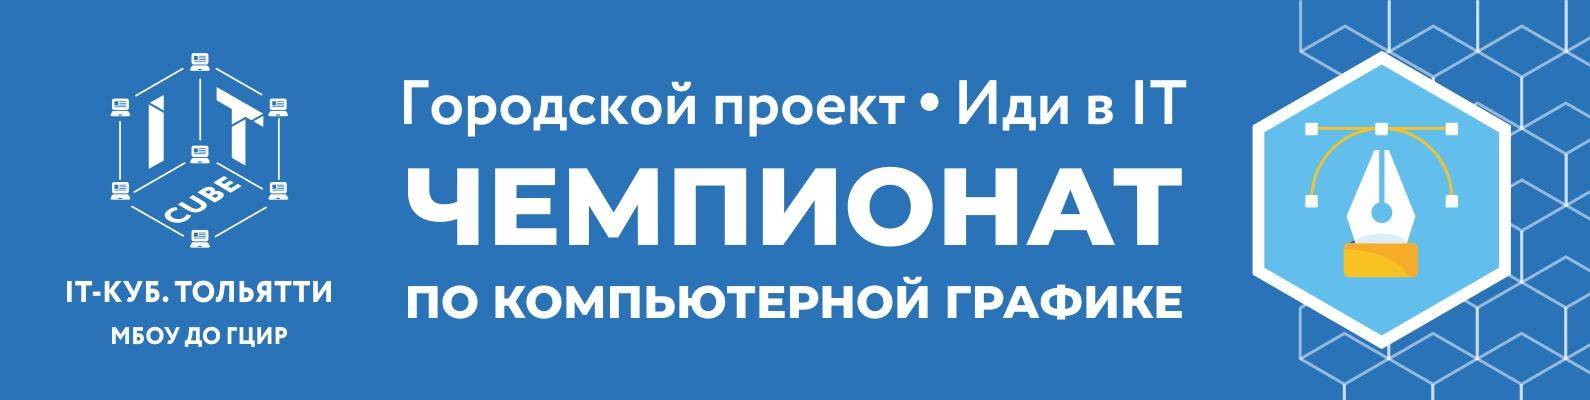 IT
CUBE
IT-КУБ. ТОЛЬЯТТИ
МБОУ ДО ГЦИР
Городской проект • Иди в IT
ЧЕМПИОНАТ
ПО КОМПЬЮТЕРНОЙ ГРАФИКЕ